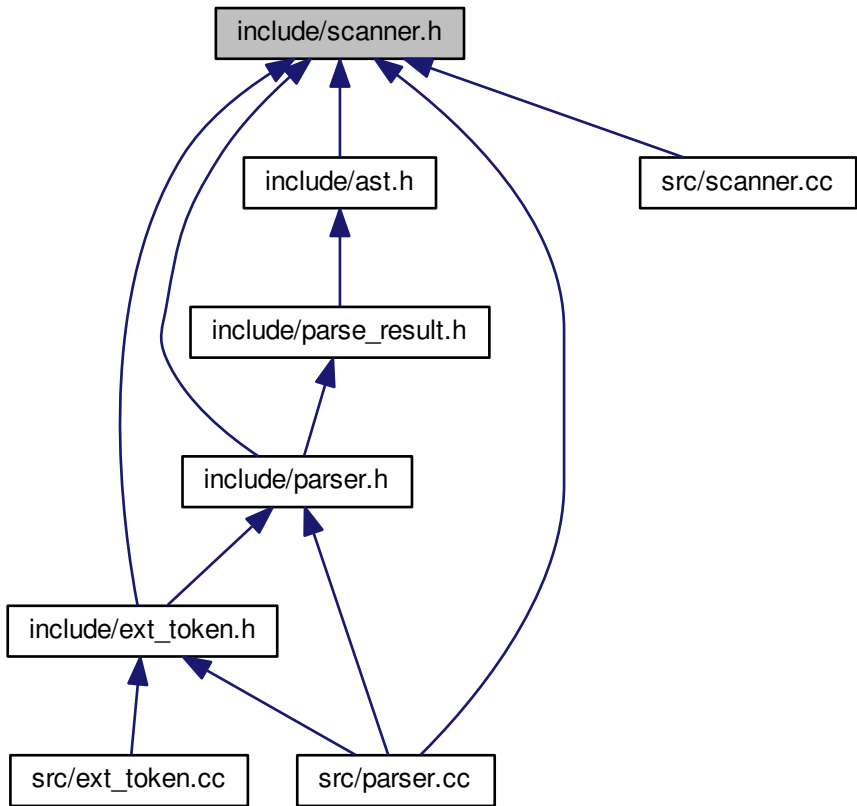 include/scanner.h
include/ast.h
src/scanner.cc
include/parse_result.h
include/parser.h
include/ext_token.h
src/ext_token.cc
src/parser.cc